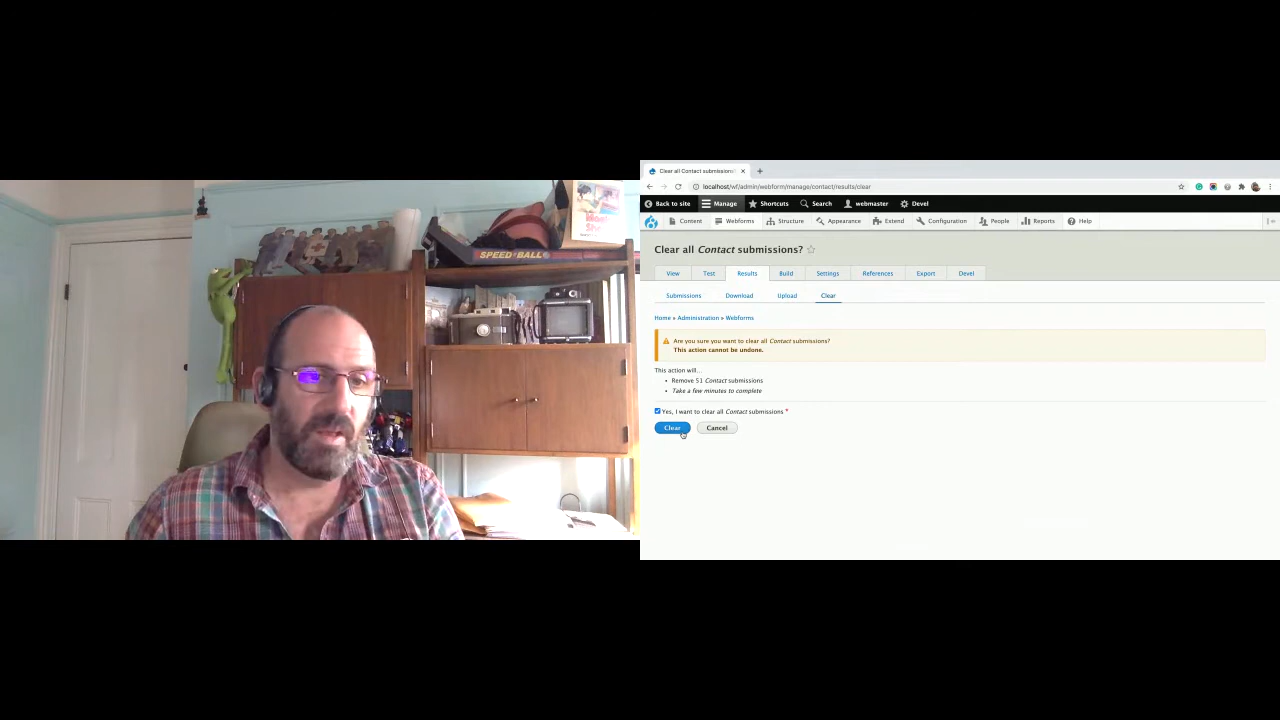 SPEED BALL
Clear all Contact submissions?
localhost/wf/admin/webform/manage/contact/results/clear
Back to site Manage Shortcuts Search webmaster Devel
Content Webforms Structure Appearance Extend Configuration People Reports Help
Clear all Contact submissions?
View Test Results Build Settings References Export Devel
Submissions Download Upload Clear
Home » Administration » Webforms
Are you sure you want to clear all Contact submissions?
This action cannot be undone.
This action will...
• Remove 51 Contact submissions
• Take a few minutes to complete
Yes, I want to clear all Contact submissions *
Clear Cancel